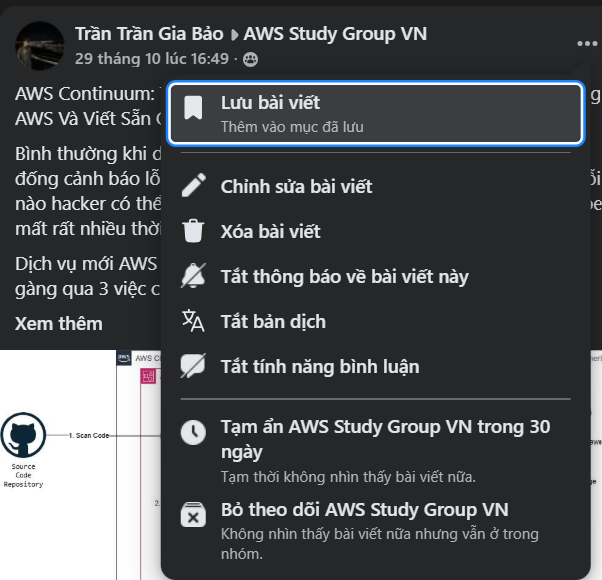 Trần Trần Gia Bảo ▸ AWS Study Group VN
29 tháng 10 lúc 16:49 ·
AWS Continuum:
AWS Và Viết Sẵn
Bình thường khi
đống cảnh báo
nào hacker có thể
mất rất nhiều
Dịch vụ mới AWS
gàng qua 3 việc
Xem thêm
Lưu bài viết
Thêm vào mục đã lưu
Chỉnh sửa bài viết
Xóa bài viết
Tắt thông báo về bài viết này
Tắt bản dịch
Tắt tính năng bình luận
Tạm ẩn AWS Study Group VN trong 30
ngày
Tạm thời không nhìn thấy bài viết nữa.
Bỏ theo dõi AWS Study Group VN
Không nhìn thấy bài viết nữa nhưng vẫn ở trong
nhóm.
aws
AWS
1. Scan Code
Source
Code
Repository
2.